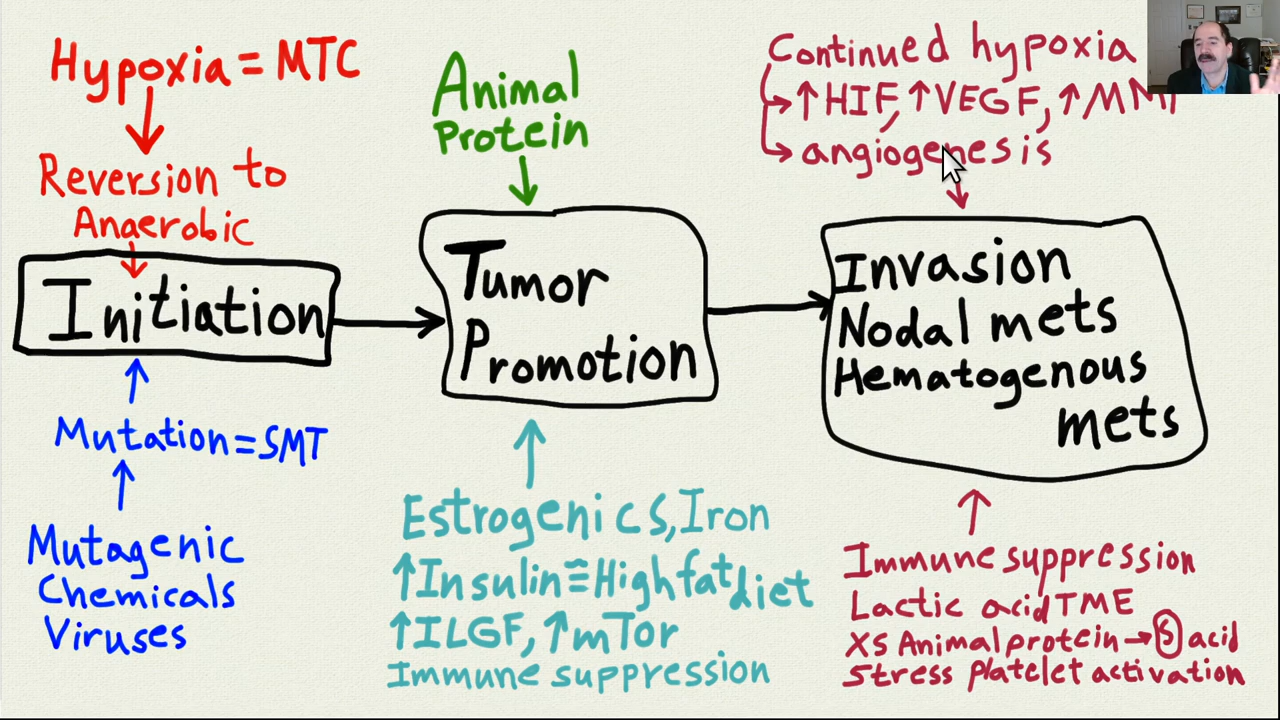 Hypoxia = MTC
Reversion to
Anaerobic
Initiation
Mutation = SMT
Mutagenic
Chemicals
Viruses
Animal
Protein
Tumor
Promotion
Estrogenics, Iron
↑Insulin = High fat diet
↑ILGF, ↑mTor
Immune suppression
Continued hypoxia
→ ↑HIF, ↑VEGF, ↑
→ angiogenesis
Invasion
Nodal mets
Hematogenous
mets
Immune suppression
Lactic acid TME
XS Animal protein → S acid
Stress Platelet activation